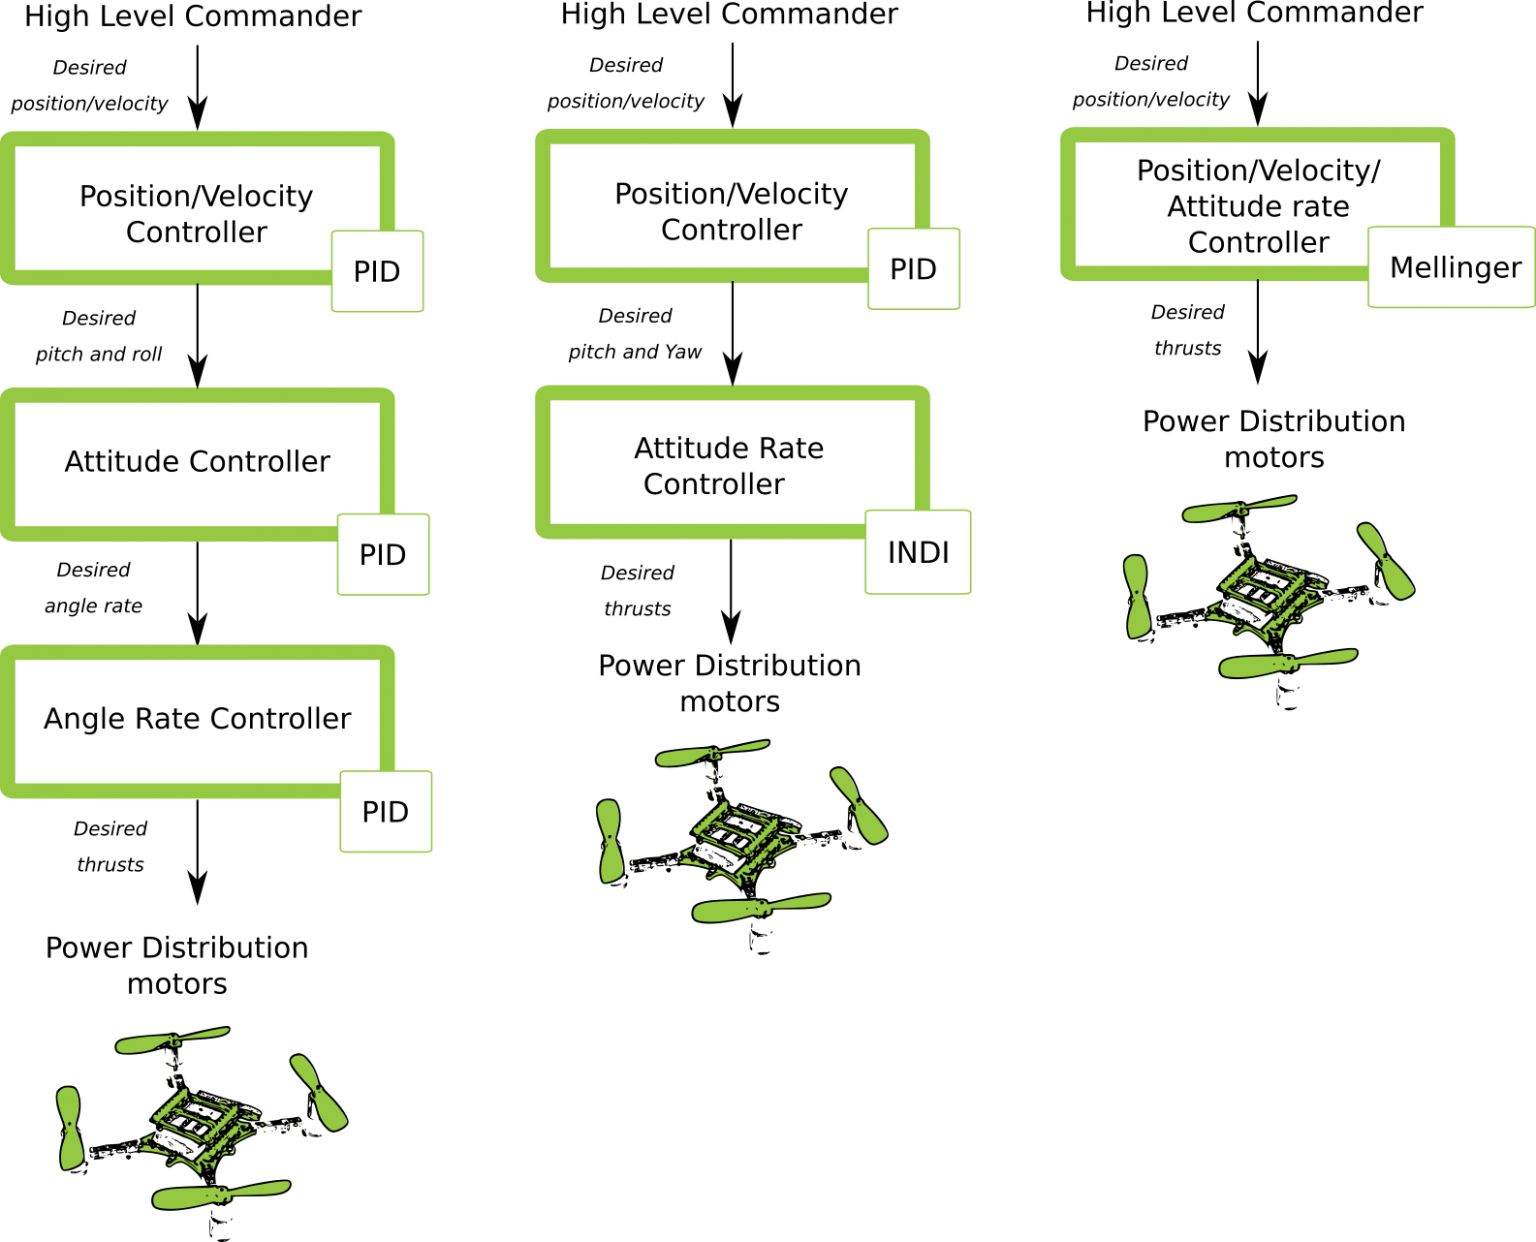 High Level Commander
Desired
position/velocity
Position/Velocity
Controller
PID
Desired
pitch and roll
Attitude Controller
PID
Desired
angle rate
Angle Rate Controller
PID
Desired
thrusts
Power Distribution
motors
High Level Commander
Desired
position/velocity
Position/Velocity
Controller
PID
Desired
pitch and Yaw
Attitude Rate
Controller
INDI
Desired
thrusts
Power Distribution
motors
High Level Commander
Desired
position/velocity
Position/Velocity/
Attitude rate
Controller
Mellinger
Desired
thrusts
Power Distribution
motors